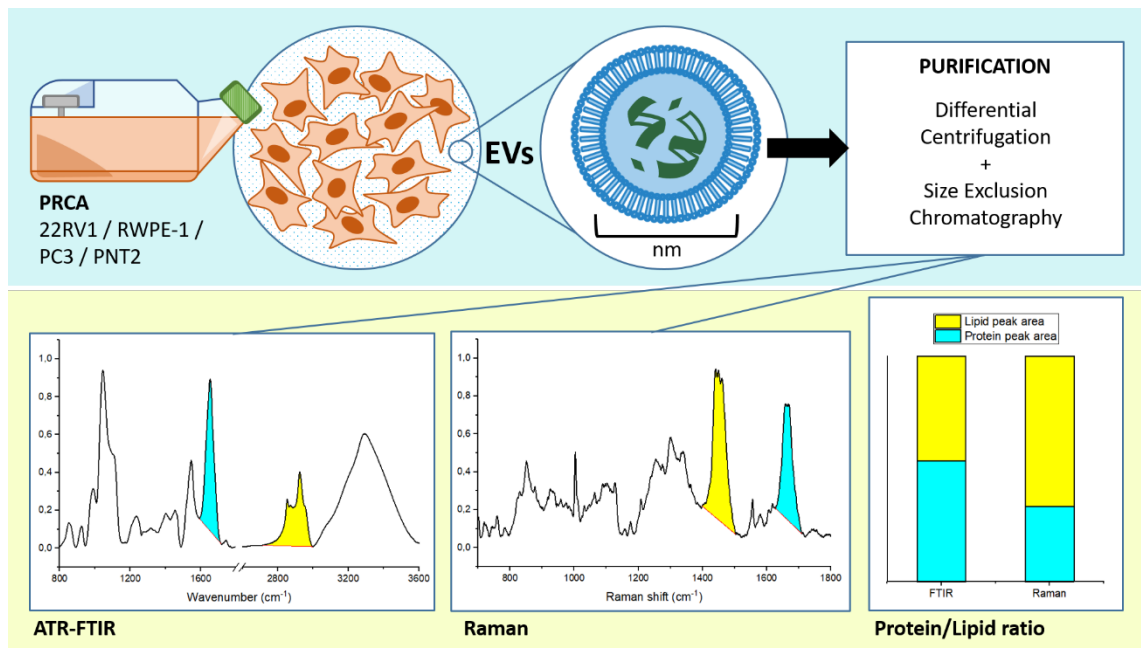 PRCA
22RV1 / RWPE-1 /
PC3 / PNT2
EVs
nm
PURIFICATION
Differential
Centrifugation
+
Size Exclusion
Chromatography
1,0
0,8
0,6
0,4
0,2
0,0
800
1200
1600
2800
3200
3600
Wavenumber (cm⁻¹)
ATR-FTIR
1,0
0,8
0,6
0,4
0,2
0,0
800
1000
1200
1400
1600
1800
Raman shift (cm⁻¹)
Raman
Lipid peak area
Protein peak area
FTIR
Raman
Protein/Lipid ratio